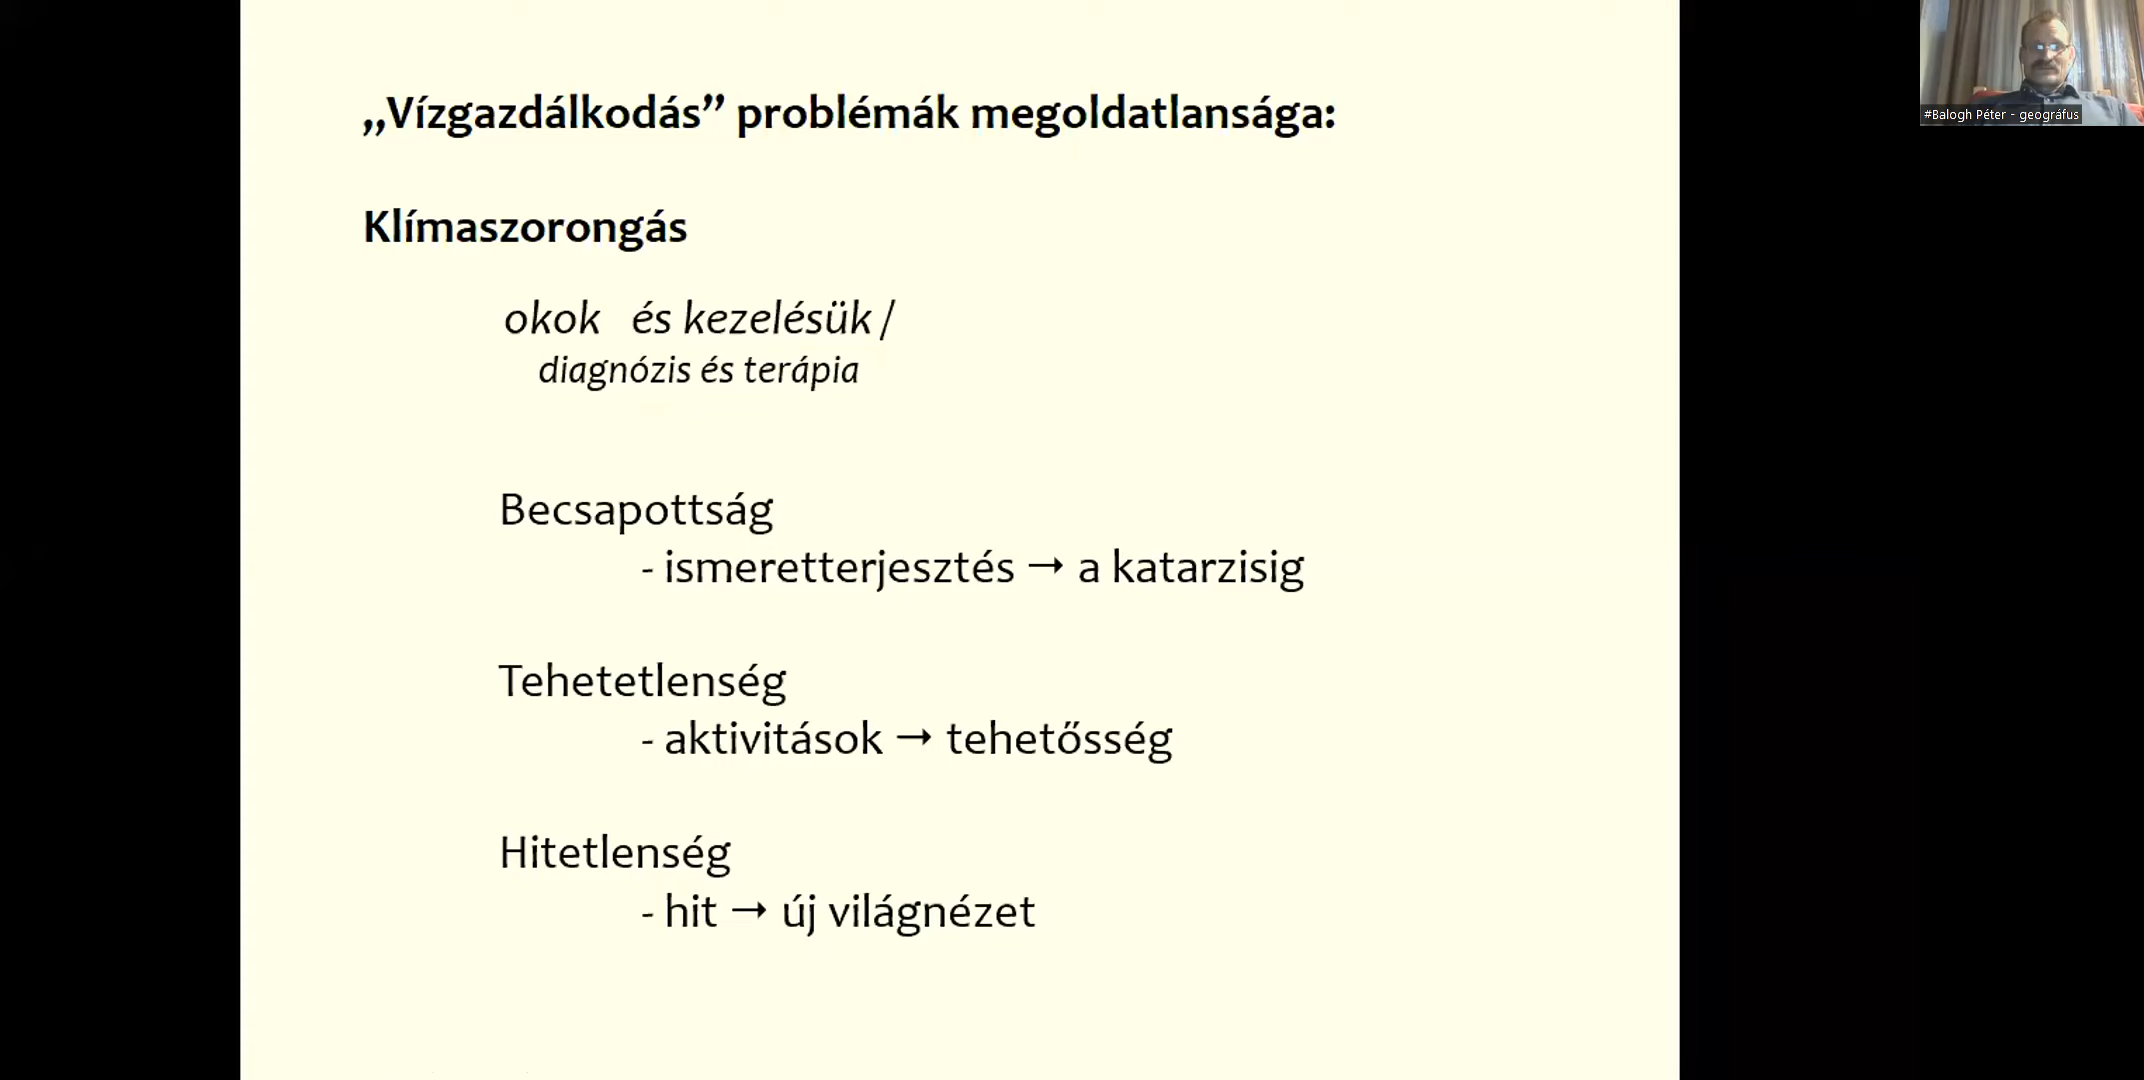 „Vízgazdálkodás” problémák megoldatlansága:
Klímaszorongás
okok és kezelésük /
diagnózis és terápia
Becsapottság
- ismeretterjesztés → a katarzisig
Tehetetlenség
- aktivitások → tehetősség
Hitetlenség
- hit → új világnézet
#Balogh Péter - geográfus